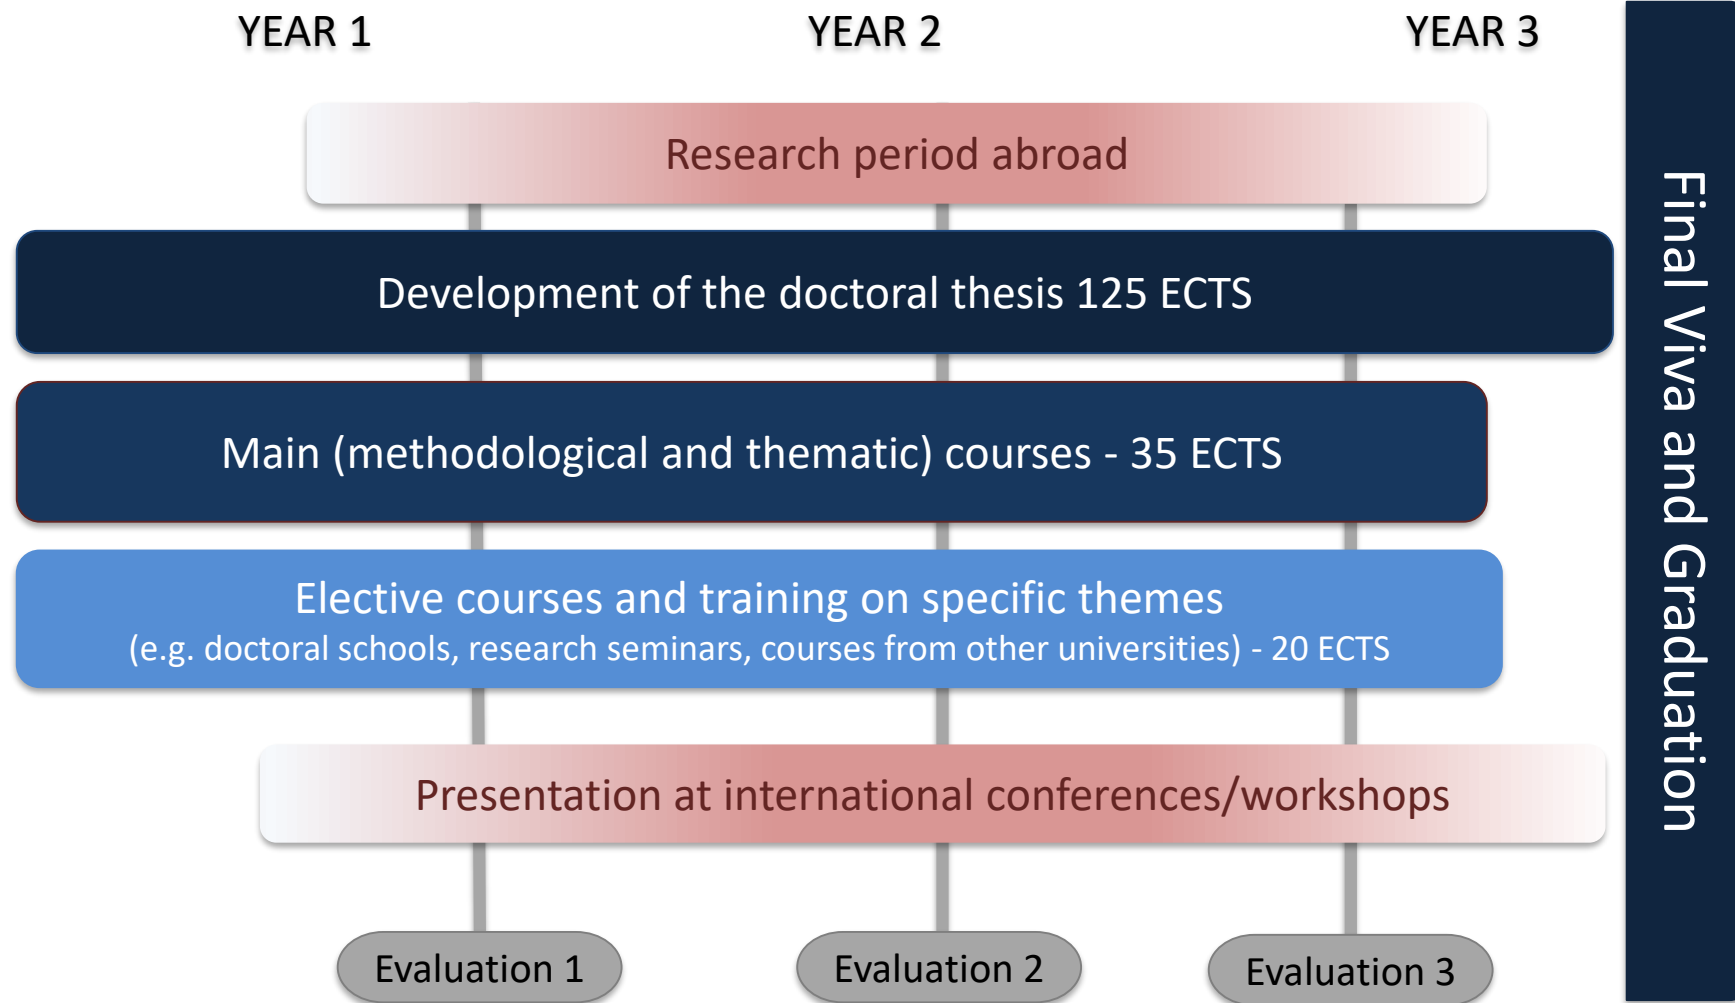 YEAR 1
YEAR 2
YEAR 3
Research period abroad
Development of the doctoral thesis 125 ECTS
Main (methodological and thematic) courses - 35 ECTS
Elective courses and training on specific themes
(e.g. doctoral schools, research seminars, courses from other universities) - 20 ECTS
Presentation at international conferences/workshops
Evaluation 1
Evaluation 2
Evaluation 3
Final Viva and Graduation